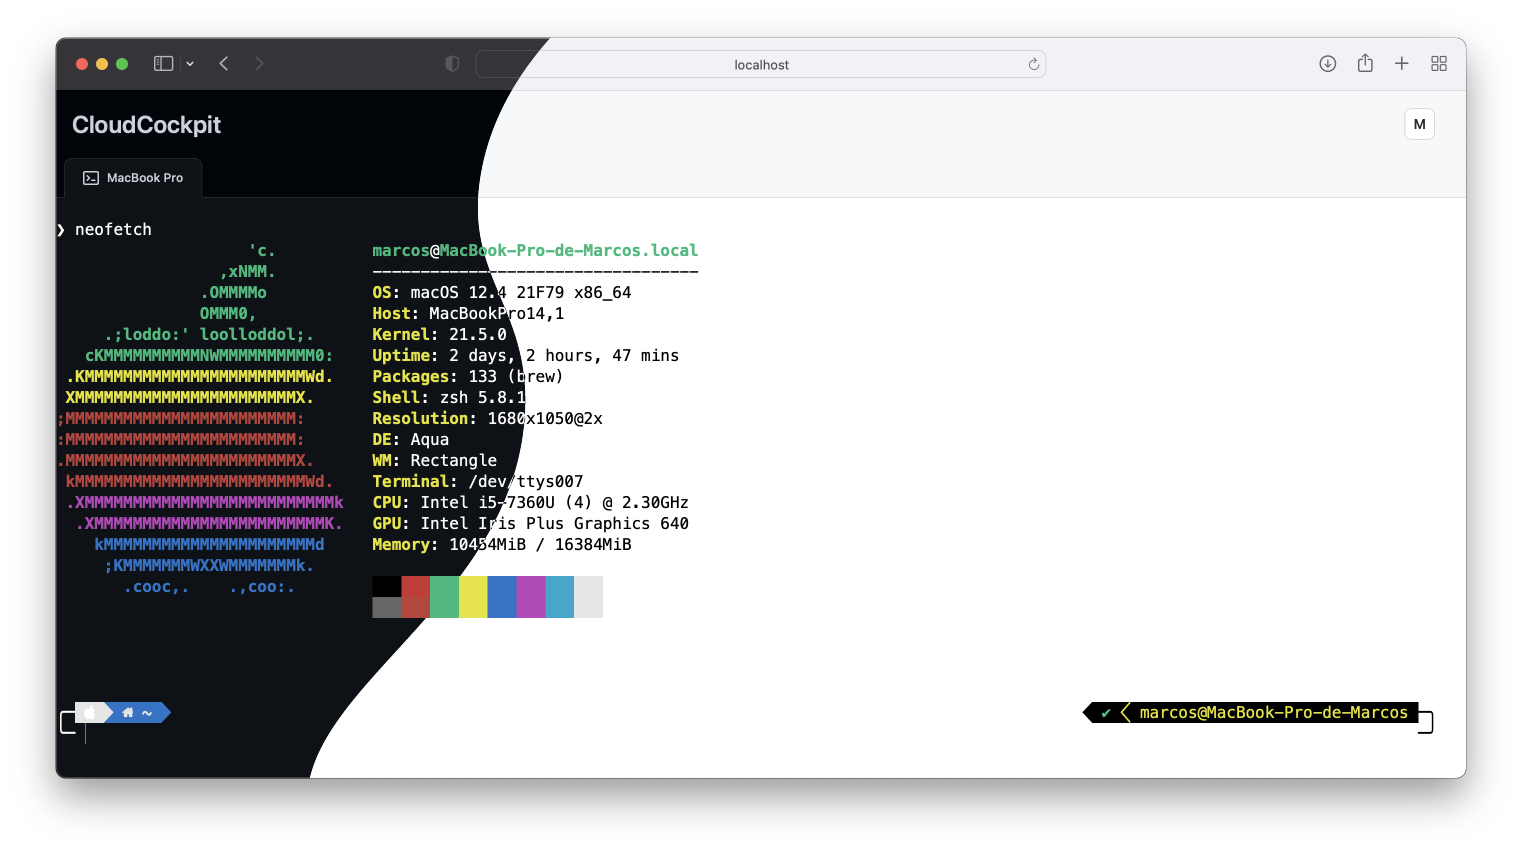 localhost
CloudCockpit
M
MacBook Pro
❯ neofetch
'c.
,xNMM.
.OMMMMo
OMMM0,
.;loddo:' loolloddol;.
cKMMMMMMMMMMNWMMMMMMMMMM0:
.KMMMMMMMMMMMMMMMMMMMMMMMWd.
XMMMMMMMMMMMMMMMMMMMMMMMX.
;MMMMMMMMMMMMMMMMMMMMMMMM:
:MMMMMMMMMMMMMMMMMMMMMMMM:
.MMMMMMMMMMMMMMMMMMMMMMMMX.
kMMMMMMMMMMMMMMMMMMMMMMMMWd.
.XMMMMMMMMMMMMMMMMMMMMMMMMMMk
.XMMMMMMMMMMMMMMMMMMMMMMMMK.
kMMMMMMMMMMMMMMMMMMMMMMd
;KMMMMMMMWXXWMMMMMMMk.
.cooc,. .,coo:.
marcos@MacBook-Pro-de-Marcos.local
----------------------------------
OS: macOS 12.4 21F79 x86_64
Host: MacBookPro14,1
Kernel: 21.5.0
Uptime: 2 days, 2 hours, 47 mins
Packages: 133 (brew)
Shell: zsh 5.8.1
Resolution: 1680x1050@2x
DE: Aqua
WM: Rectangle
Terminal: /dev/ttys007
CPU: Intel i5-7360U (4) @ 2.30GHz
GPU: Intel Iris Plus Graphics 640
Memory: 10454MiB / 16384MiB
~
✔ marcos@MacBook-Pro-de-Marcos